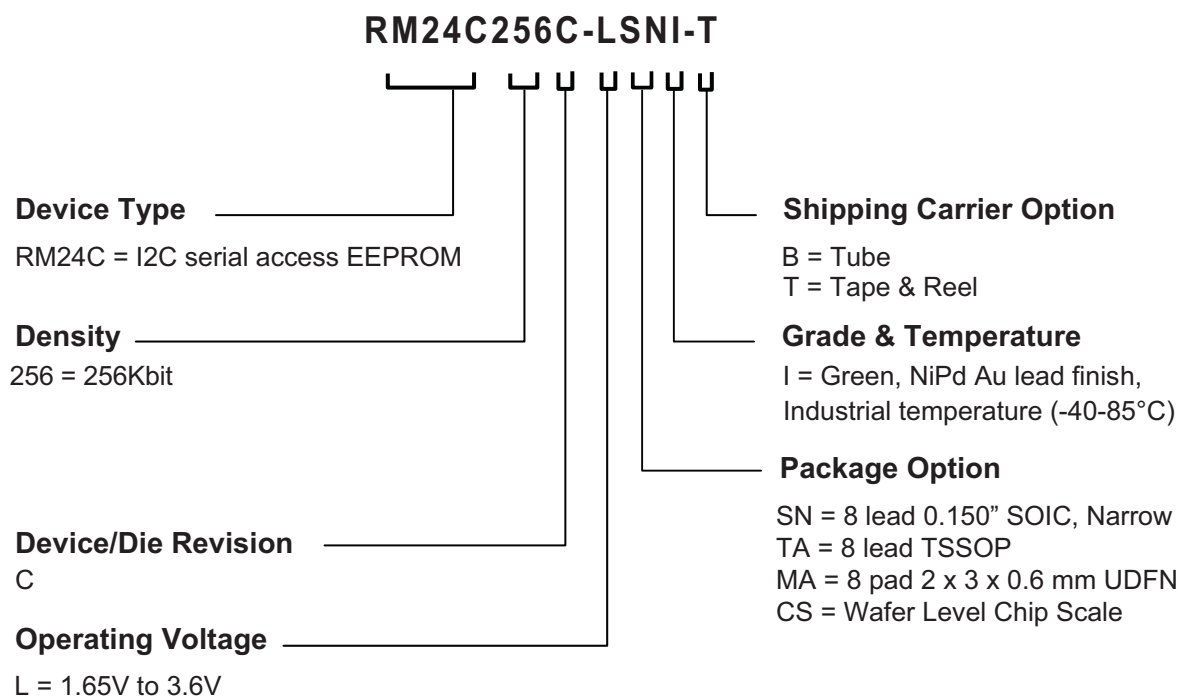 RM24C256C-LSNI-T
Device Type
RM24C = I2C serial access EEPROM
Density
256 = 256Kbit
Device/Die Revision
C
Operating Voltage
L = 1.65V to 3.6V
Shipping Carrier Option
B = Tube
T = Tape & Reel
Grade & Temperature
I = Green, NiPd Au lead finish,
Industrial temperature (-40-85°C)
Package Option
SN = 8 lead 0.150” SOIC, Narrow
TA = 8 lead TSSOP
MA = 8 pad 2 x 3 x 0.6 mm UDFN
CS = Wafer Level Chip Scale